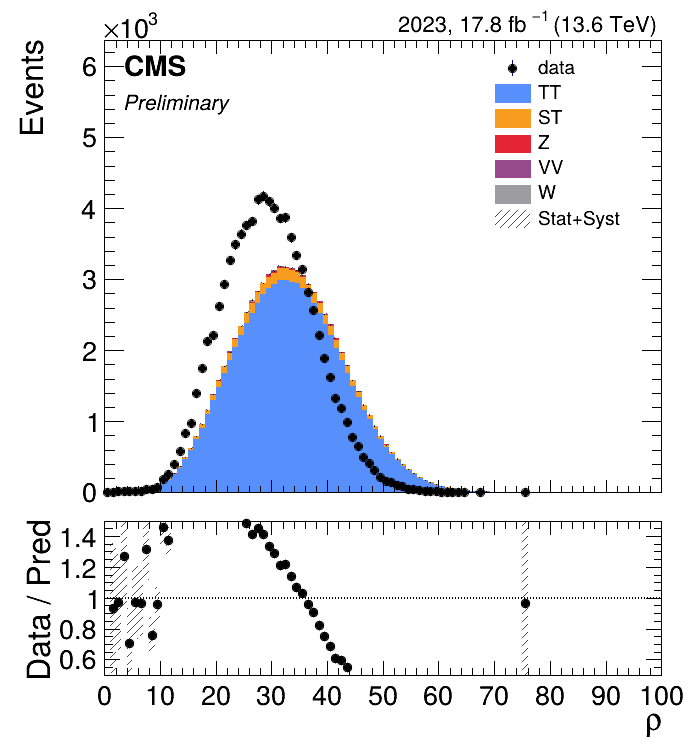 ×10³
2023, 17.8 fb⁻¹ (13.6 TeV)
Events
CMS
Preliminary
data
TT
ST
Z
VV
W
Stat+Syst
6
5
4
3
2
1
0
Data / Pred
1.4
1.2
1
0.8
0.6
0 10 20 30 40 50 60 70 80 90 100
ρ